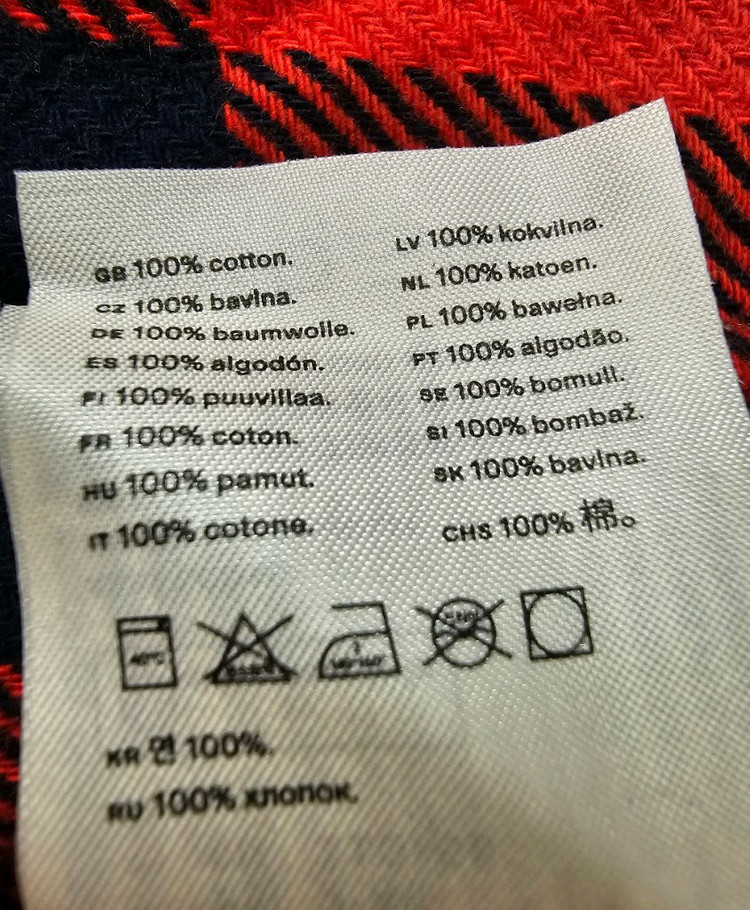 GB 100% cotton.
CZ 100% bavlna.
DE 100% baumwolle.
ES 100% algodón.
FI 100% puuvillaa.
FR 100% coton.
HU 100% pamut.
IT 100% cotone.
LV 100% kokvilna.
NL 100% katoen.
PL 100% bawełna.
PT 100% algodão.
SE 100% bomull.
SI 100% bombaž.
SK 100% bavlna.
CHS 100% 棉。
40°C
KR 면 100%.
RU 100% хлопок.